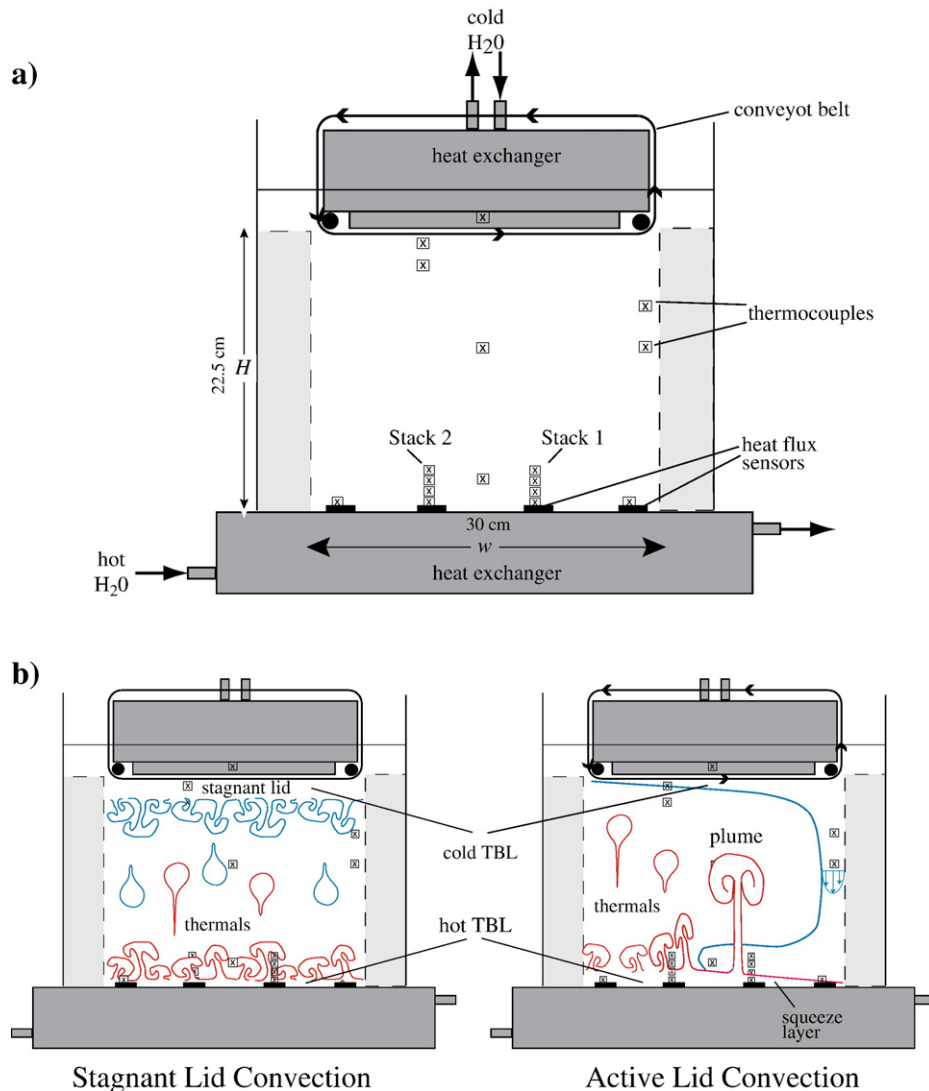 cold
H20
a)
conveyot belt
heat exchanger
x
x
x
x
thermocouples
x
x
22.5 cm
H
Stack 2
Stack 1
heat flux
sensors
x
x
x
x
x
x
x
x
x
x
x
30 cm
w
hot
H20
heat exchanger
b)
x
x
stagnant lid
x
x
thermals
x
x
x
cold TBL
plume
x
x
thermals
hot TBL
squeeze
layer
Stagnant Lid Convection
Active Lid Convection